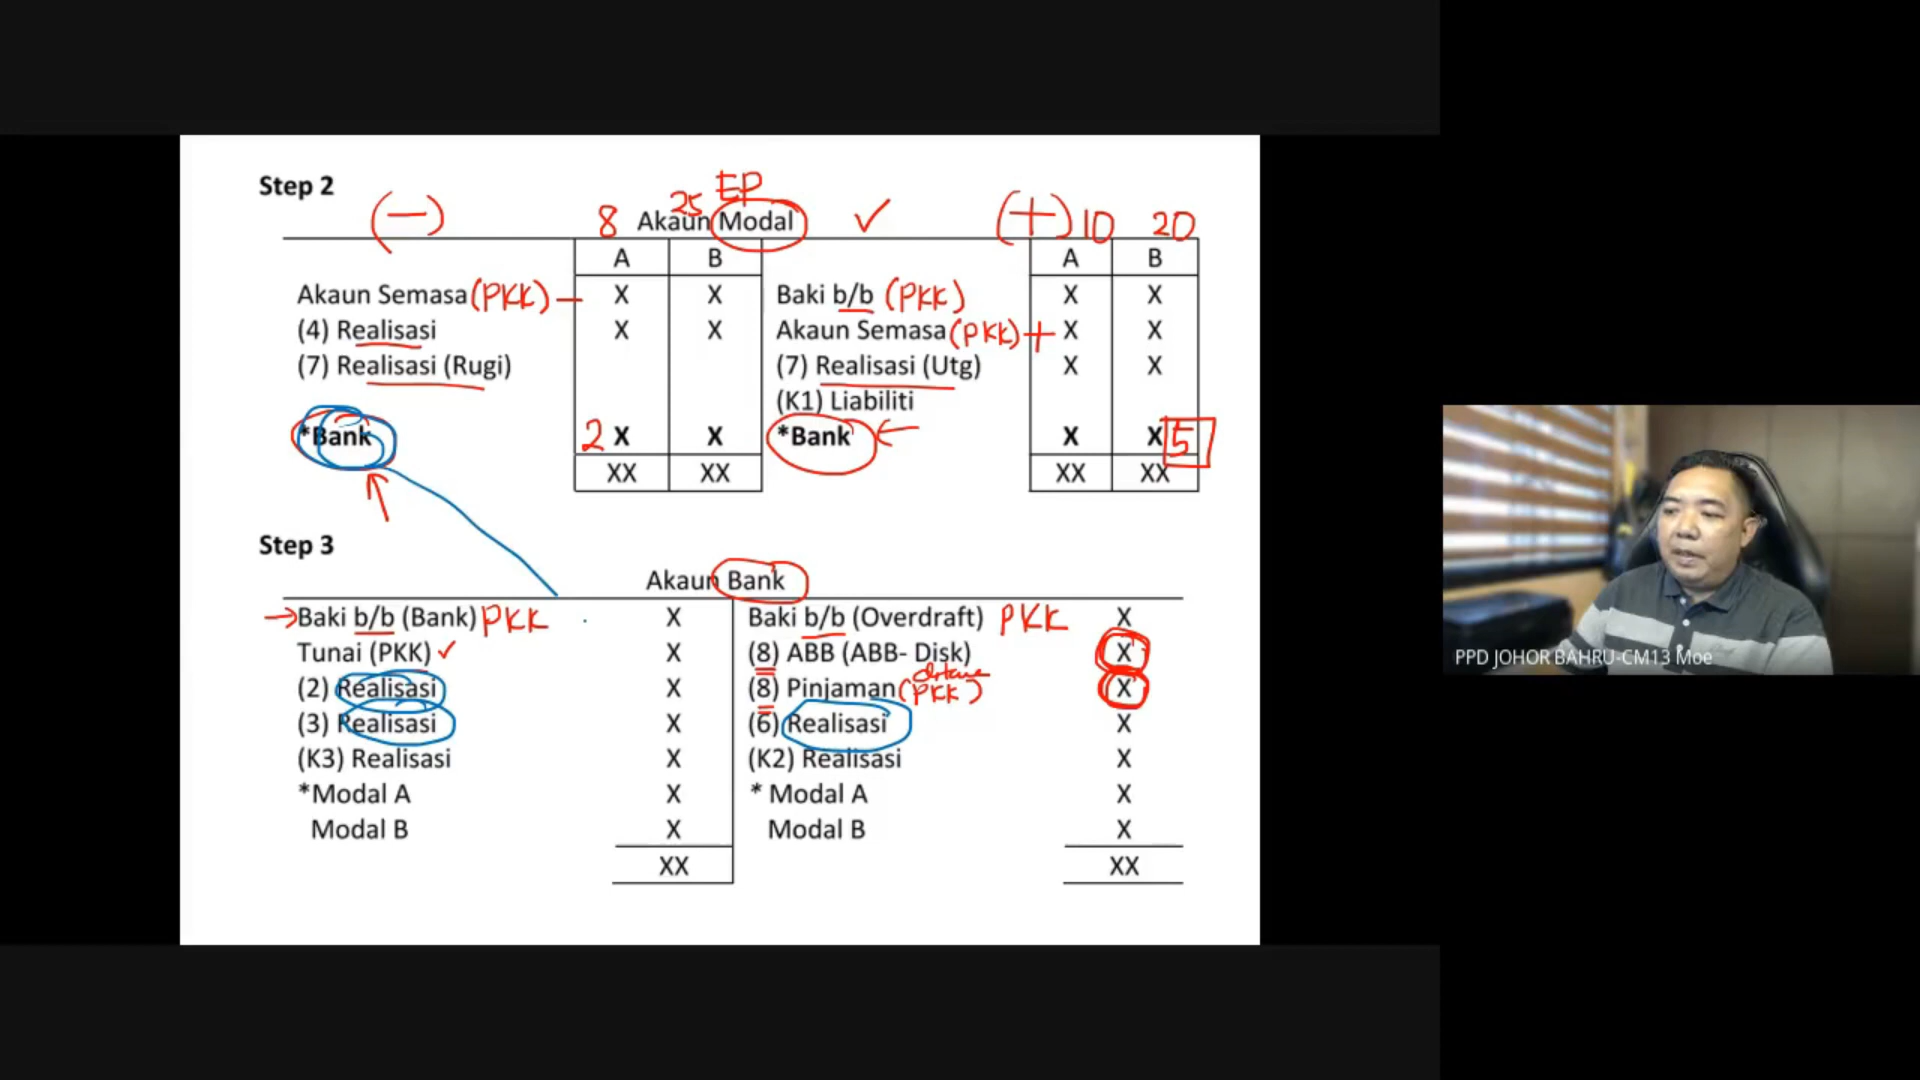 Step 2
(-) 8 25 EP Akaun Modal ✓ (+) 10 20
A B A B
Akaun Semasa (PKK) - X X Baki b/b (PKK) X X
(4) Realisasi X X Akaun Semasa (PKK) + X X
(7) Realisasi (Rugi) (7) Realisasi (Utg) X X
(K1) Liabiliti
*Bank 2 X X *Bank X X 5
XX XX XX XX
Step 3
Akaun Bank
Baki b/b (Bank) PKK X Baki b/b (Overdraft) PKK X
Tunai (PKK) ✓ X (8) ABB (ABB- Disk) X
(2) Realisasi X (8) Pinjaman (PKK) X
(3) Realisasi X (6) Realisasi X
(K3) Realisasi X (K2) Realisasi X
*Modal A X * Modal A X
Modal B X Modal B X
XX XX
PPD JOHOR BAHRU-CM13 Moe